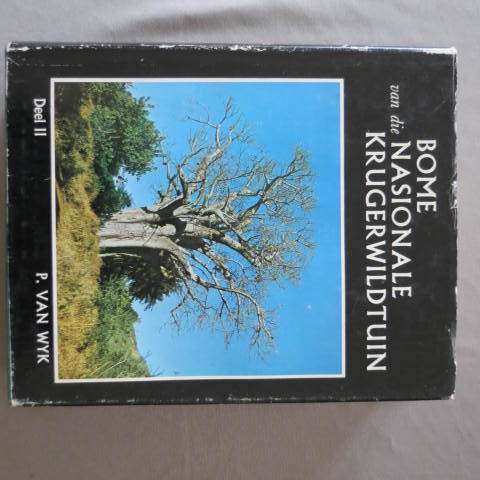 BOME
van die NASIONALE
KRUGERWILDTUIN
Deel II
P. VAN WYK